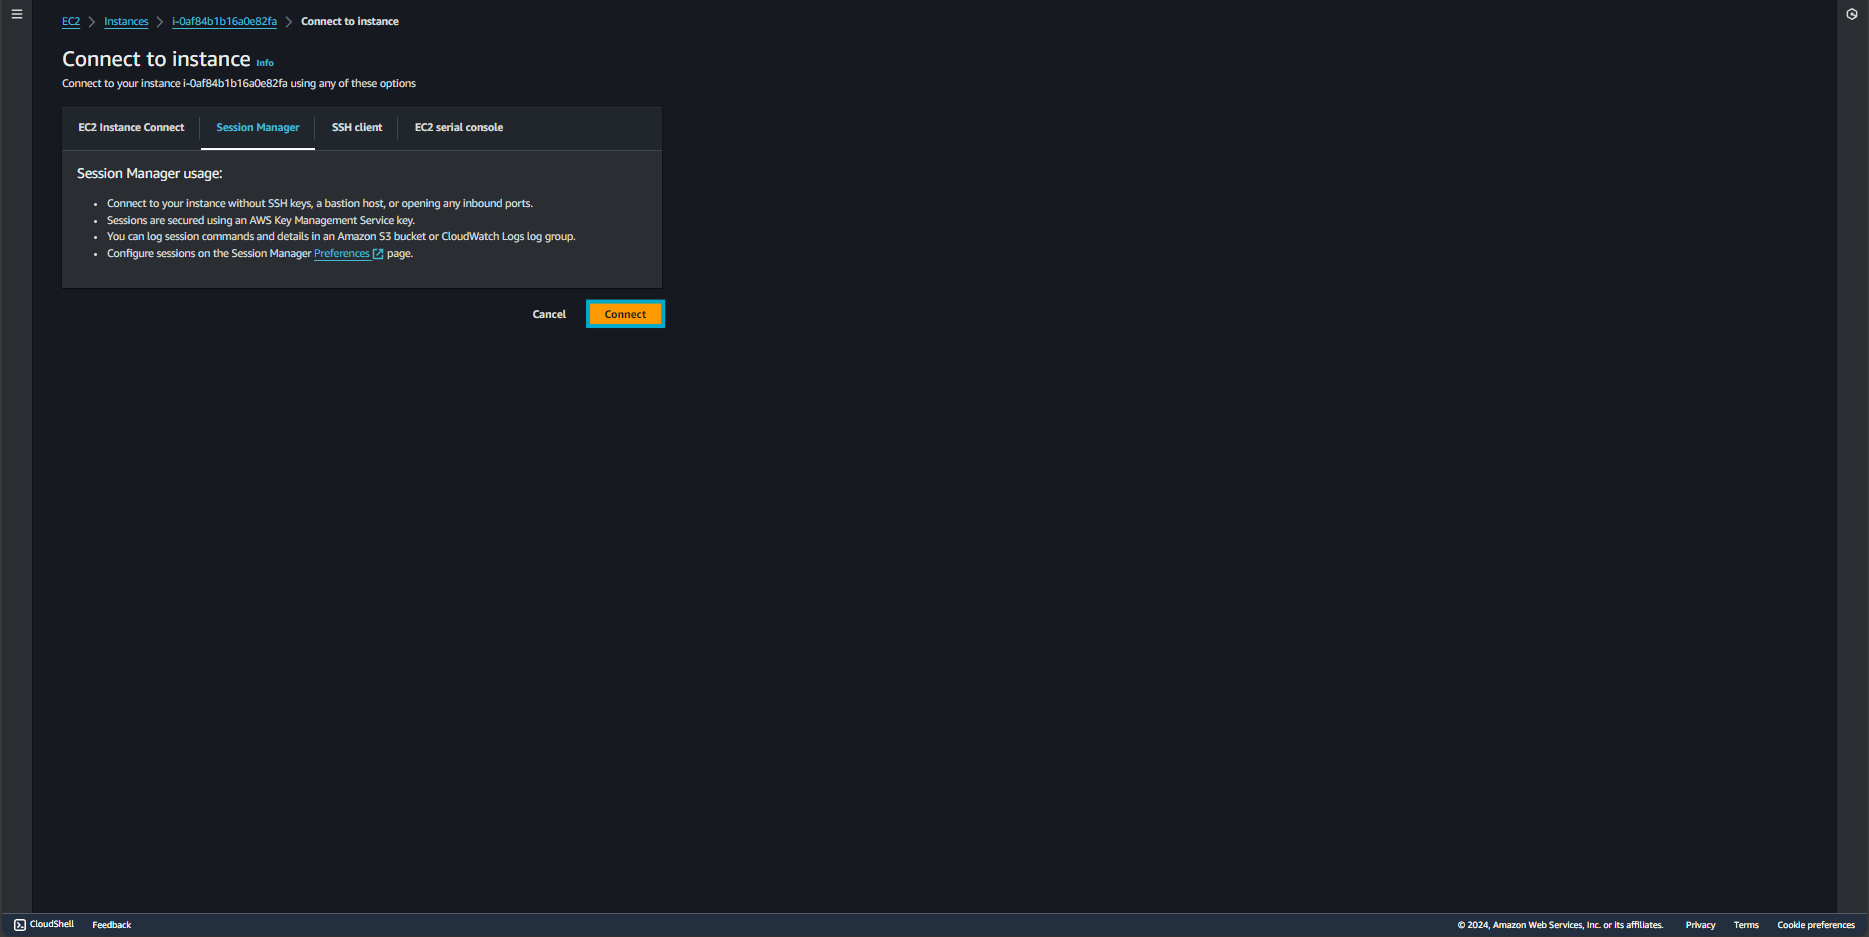 EC2 > Instances > i-0af84b1b16a0e82fa > Connect to instance
Connect to instance Info
Connect to your instance i-0af84b1b16a0e82fa using any of these options
EC2 Instance Connect Session Manager SSH client EC2 serial console
Session Manager usage:
• Connect to your instance without SSH keys, a bastion host, or opening any inbound ports.
• Sessions are secured using an AWS Key Management Service key.
• You can log session commands and details in an Amazon S3 bucket or CloudWatch Logs log group.
• Configure sessions on the Session Manager Preferences page.
Cancel Connect
CloudShell Feedback © 2024, Amazon Web Services, Inc. or its affiliates. Privacy Terms Cookie preferences